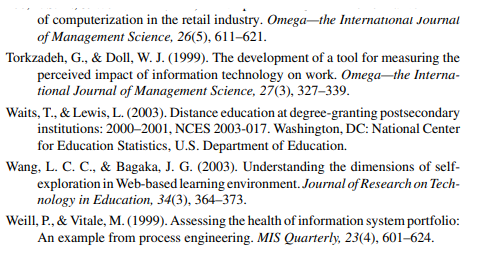 of computerization in the retail industry. Omega—the International Journal
of Management Science, 26(5), 611–621.
Torkzadeh, G., & Doll, W. J. (1999). The development of a tool for measuring the
perceived impact of information technology on work. Omega—the Interna-
tional Journal of Management Science, 27(3), 327–339.
Waits, T., & Lewis, L. (2003). Distance education at degree-granting postsecondary
institutions: 2000–2001, NCES 2003-017. Washington, DC: National Center
for Education Statistics, U.S. Department of Education.
Wang, L. C. C., & Bagaka, J. G. (2003). Understanding the dimensions of self-
exploration in Web-based learning environment. Journal of Research on Tech-
nology in Education, 34(3), 364–373.
Weill, P., & Vitale, M. (1999). Assessing the health of information system portfolio:
An example from process engineering. MIS Quarterly, 23(4), 601–624.